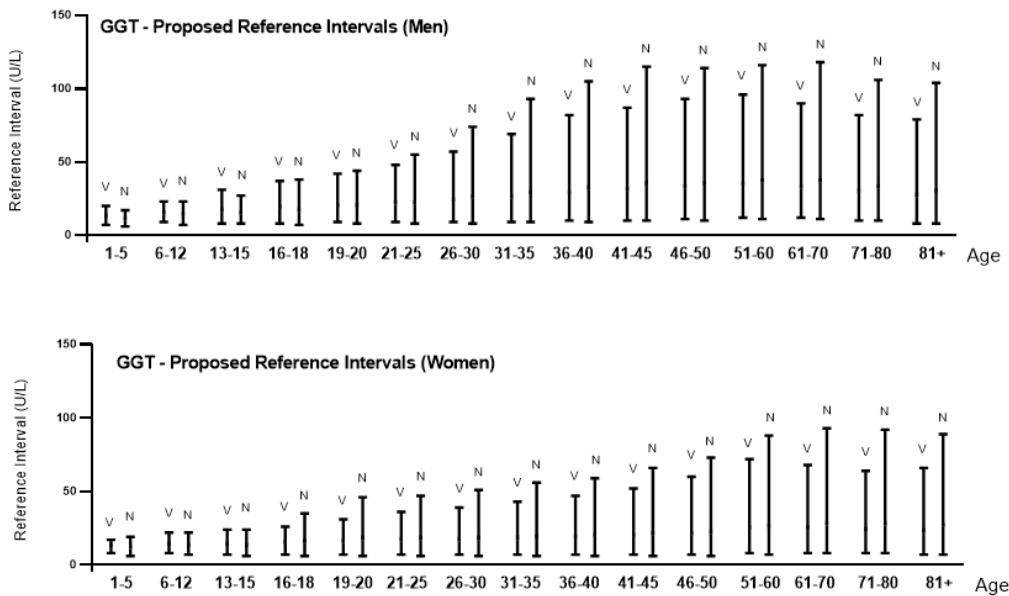 GGT - Proposed Reference Intervals (Men)
Reference Interval (U/L)
150
100
50
0
V N V N V N V N V N V N V N V N V N V N V N V N V N V N V N
1-5 6-12 13-15 16-18 19-20 21-25 26-30 31-35 36-40 41-45 46-50 51-60 61-70 71-80 81+ Age
GGT - Proposed Reference Intervals (Women)
Reference Interval (U/L)
150
100
50
0
V N V N V N V N V N V N V N V N V N V N V N V N V N V N V N
1-5 6-12 13-15 16-18 19-20 21-25 26-30 31-35 36-40 41-45 46-50 51-60 61-70 71-80 81+ Age